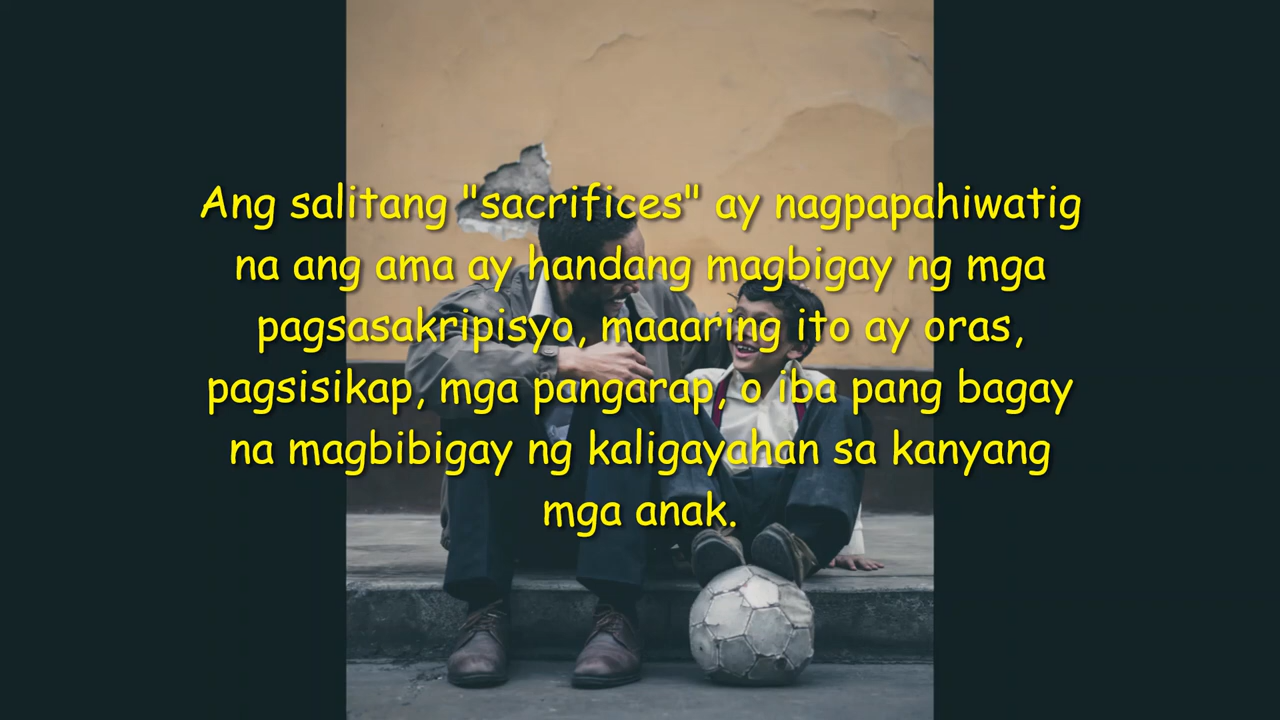 Ang salitang "sacrifices" ay nagpapahiwatig
na ang ama ay handang magbigay ng mga
pagsasakripisyo, maaaring ito ay oras,
pagsisikap, mga pangarap, o iba pang bagay
na magbibigay ng kaligayahan sa kanyang
mga anak.